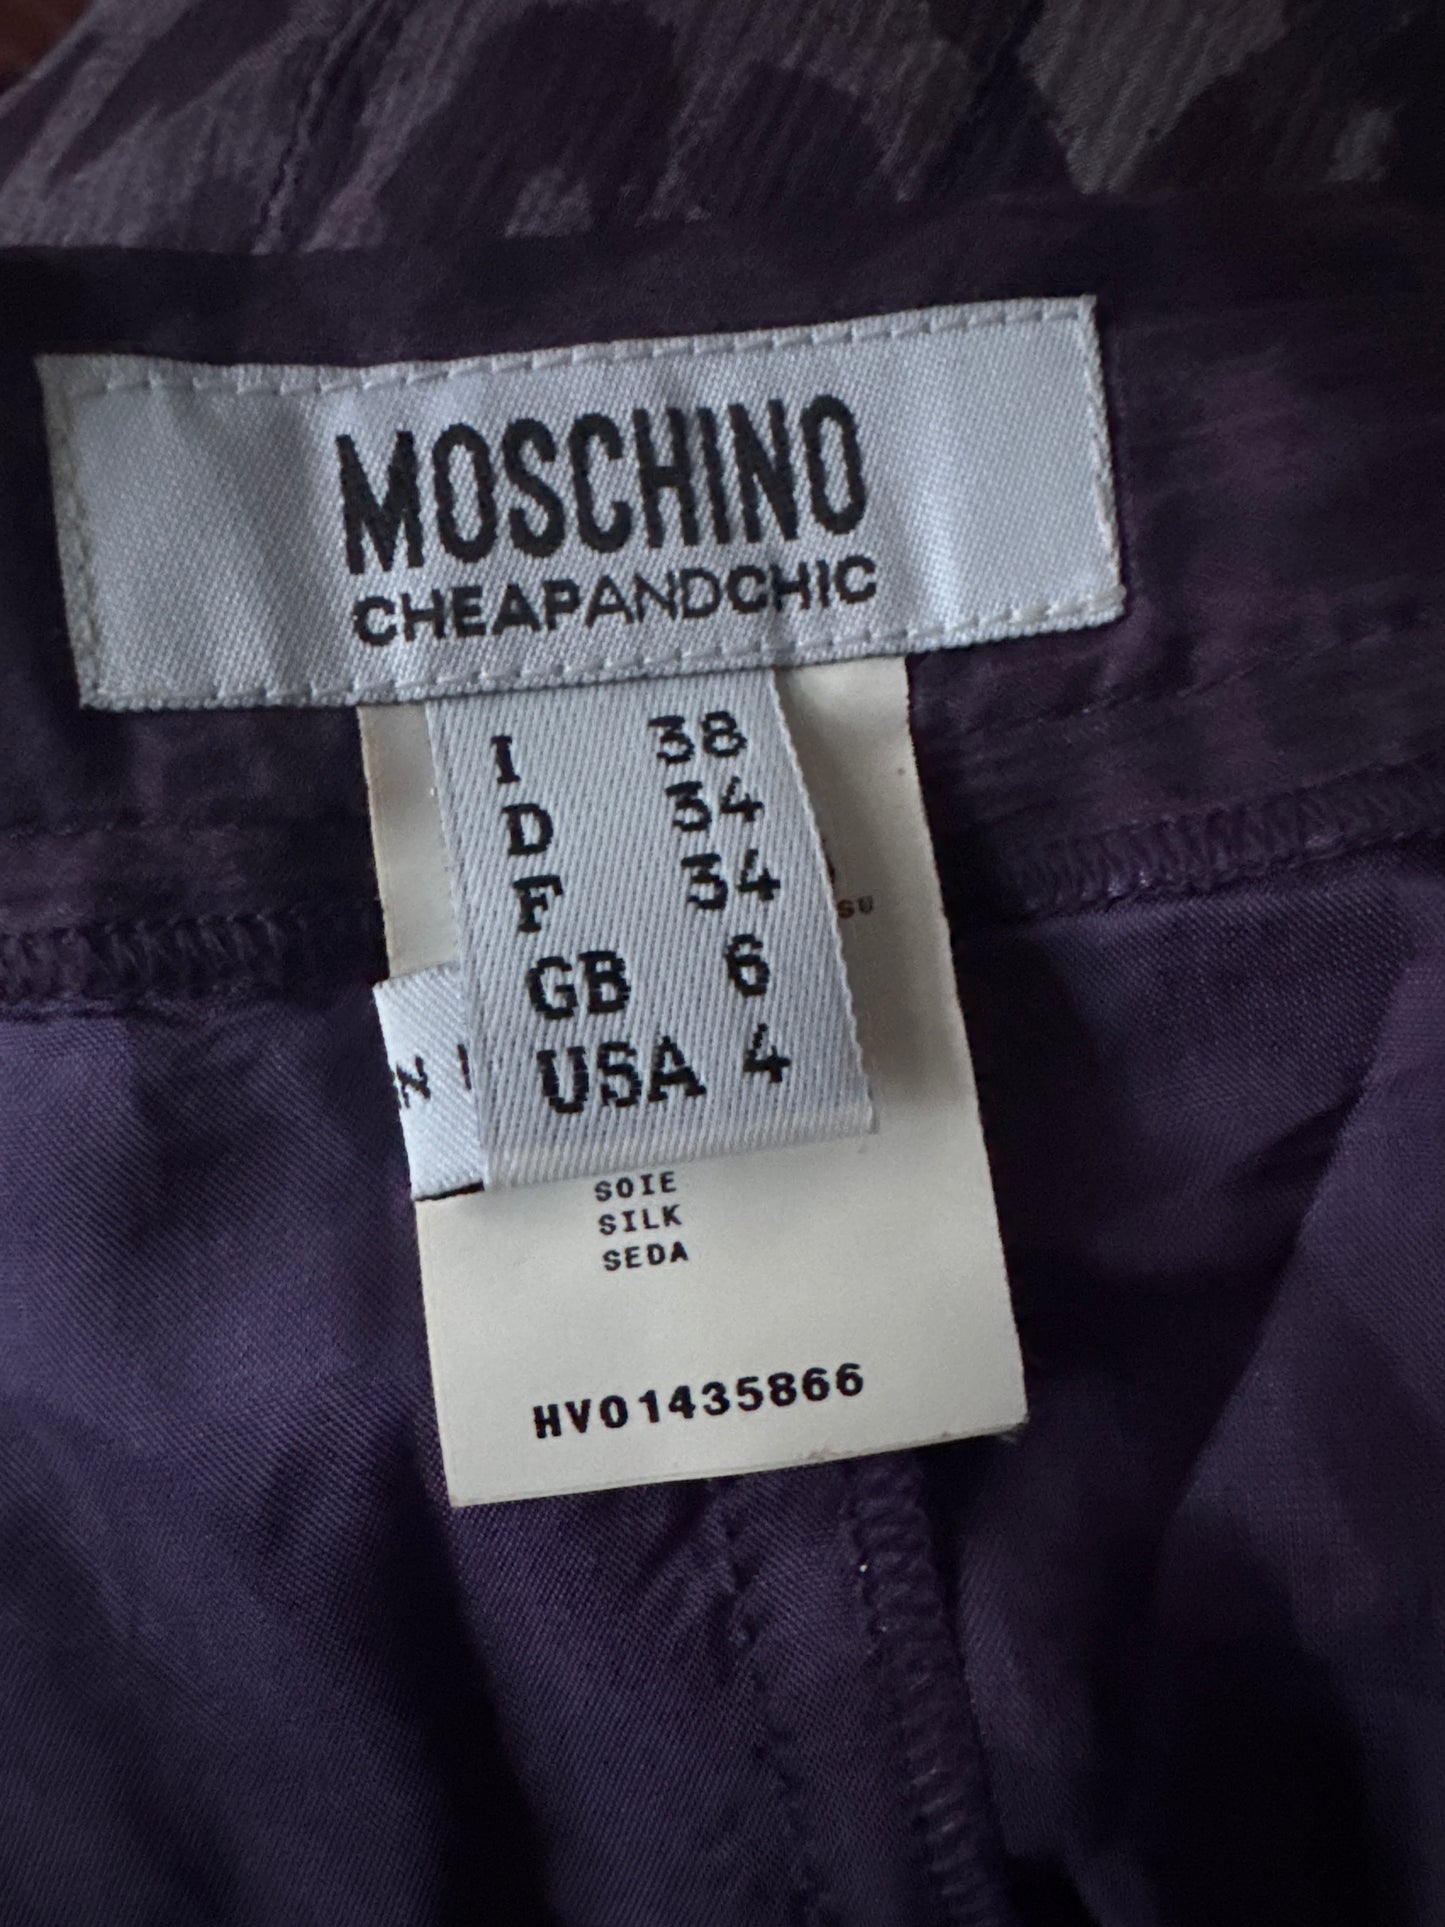 MOSCHINO
CHEAPANDCHIC
I 38
D 34
F 34
GB 6
USA 4
SOIE
SILK
SEDA
HV01435866